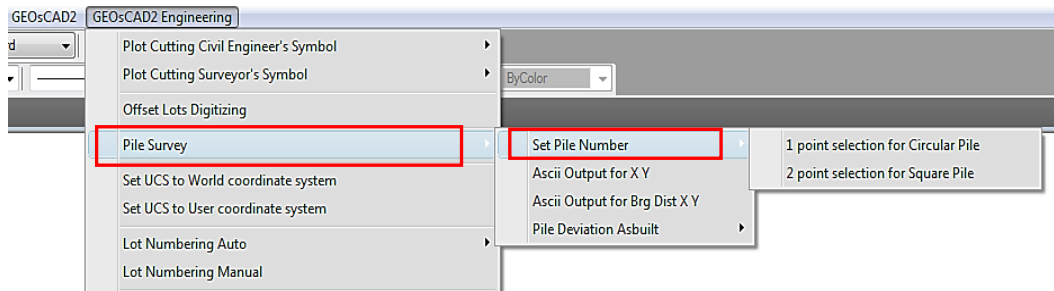 GEOsCAD2 GEOsCAD2 Engineering
Plot Cutting Civil Engineer's Symbol
Plot Cutting Surveyor's Symbol
ByColor
Offset Lots Digitizing
Pile Survey
Set Pile Number
1 point selection for Circular Pile
Ascii Output for X Y
2 point selection for Square Pile
Set UCS to World coordinate system
Ascii Output for Brg Dist X Y
Set UCS to User coordinate system
Pile Deviation Asbuilt
Lot Numbering Auto
Lot Numbering Manual